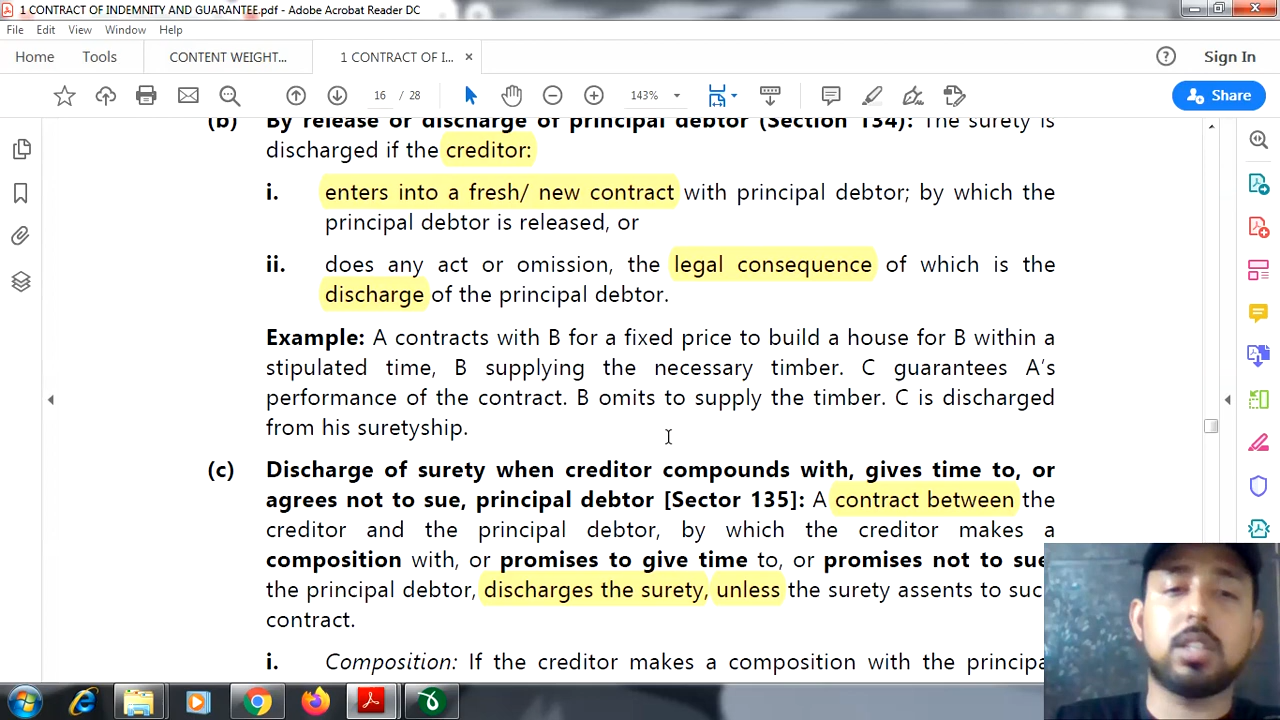 1 CONTRACT OF INDEMNITY AND GUARANTEE.pdf - Adobe Acrobat Reader DC
File Edit View Window Help
Home Tools CONTENT WEIGHT... 1 CONTRACT OF I... × Sign In
16 / 28 143% Share
(b) By release or discharge of principal debtor (Section 134): The surety is
discharged if the creditor:
i. enters into a fresh/ new contract with principal debtor; by which the
principal debtor is released, or
ii. does any act or omission, the legal consequence of which is the
discharge of the principal debtor.
Example: A contracts with B for a fixed price to build a house for B within a
stipulated time, B supplying the necessary timber. C guarantees A's
performance of the contract. B omits to supply the timber. C is discharged
from his suretyship.
(c) Discharge of surety when creditor compounds with, gives time to, or
agrees not to sue, principal debtor [Sector 135]: A contract between the
creditor and the principal debtor, by which the creditor makes a
composition with, or promises to give time to, or promises not to sue
the principal debtor, discharges the surety, unless the surety assents to suc
contract.
i. Composition: If the creditor makes a composition with the principa